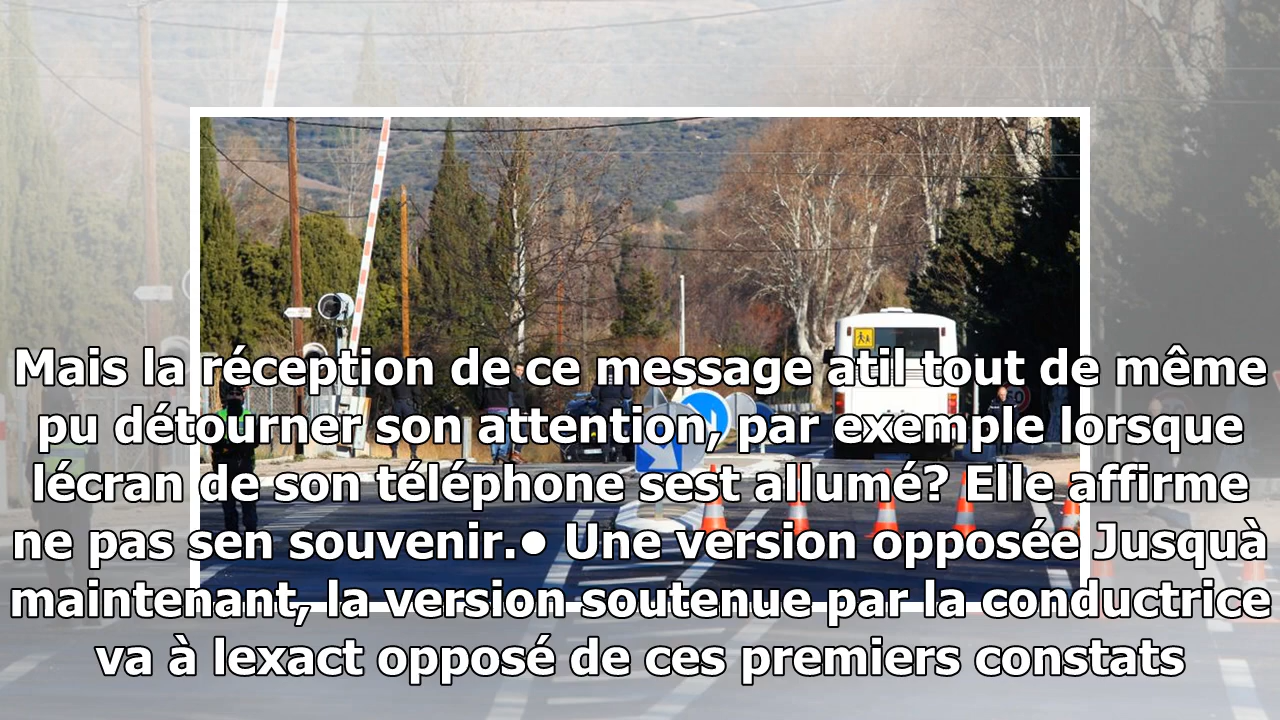 Mais la réception de ce message atil tout de même
pu détourner son attention, par exemple lorsque
lécran de son téléphone sest allumé? Elle affirme
ne pas sen souvenir.● Une version opposée Jusquà
maintenant, la version soutenue par la conductrice
va à lexact opposé de ces premiers constats